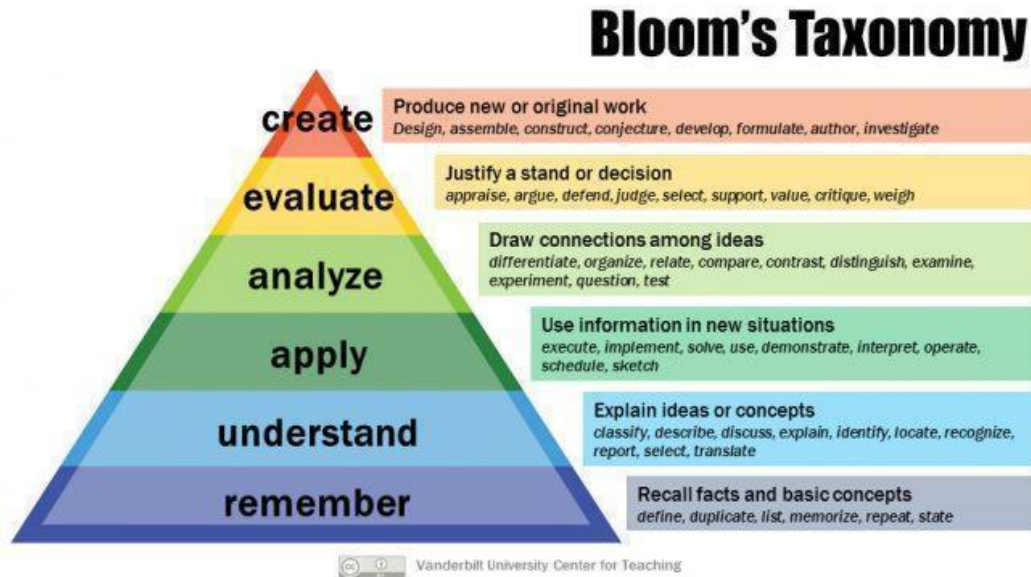 Bloom's Taxonomy
create
Produce new or original work
Design, assemble, construct, conjecture, develop, formulate, author, investigate
evaluate
Justify a stand or decision
appraise, argue, defend, judge, select, support, value, critique, weigh
analyze
Draw connections among ideas
differentiate, organize, relate, compare, contrast, distinguish, examine,
experiment, question, test
apply
Use information in new situations
execute, implement, solve, use, demonstrate, interpret, operate,
schedule, sketch
understand
Explain ideas or concepts
classify, describe, discuss, explain, identify, locate, recognize,
report, select, translate
remember
Recall facts and basic concepts
define, duplicate, list, memorize, repeat, state
cc Vanderbilt University Center for Teaching